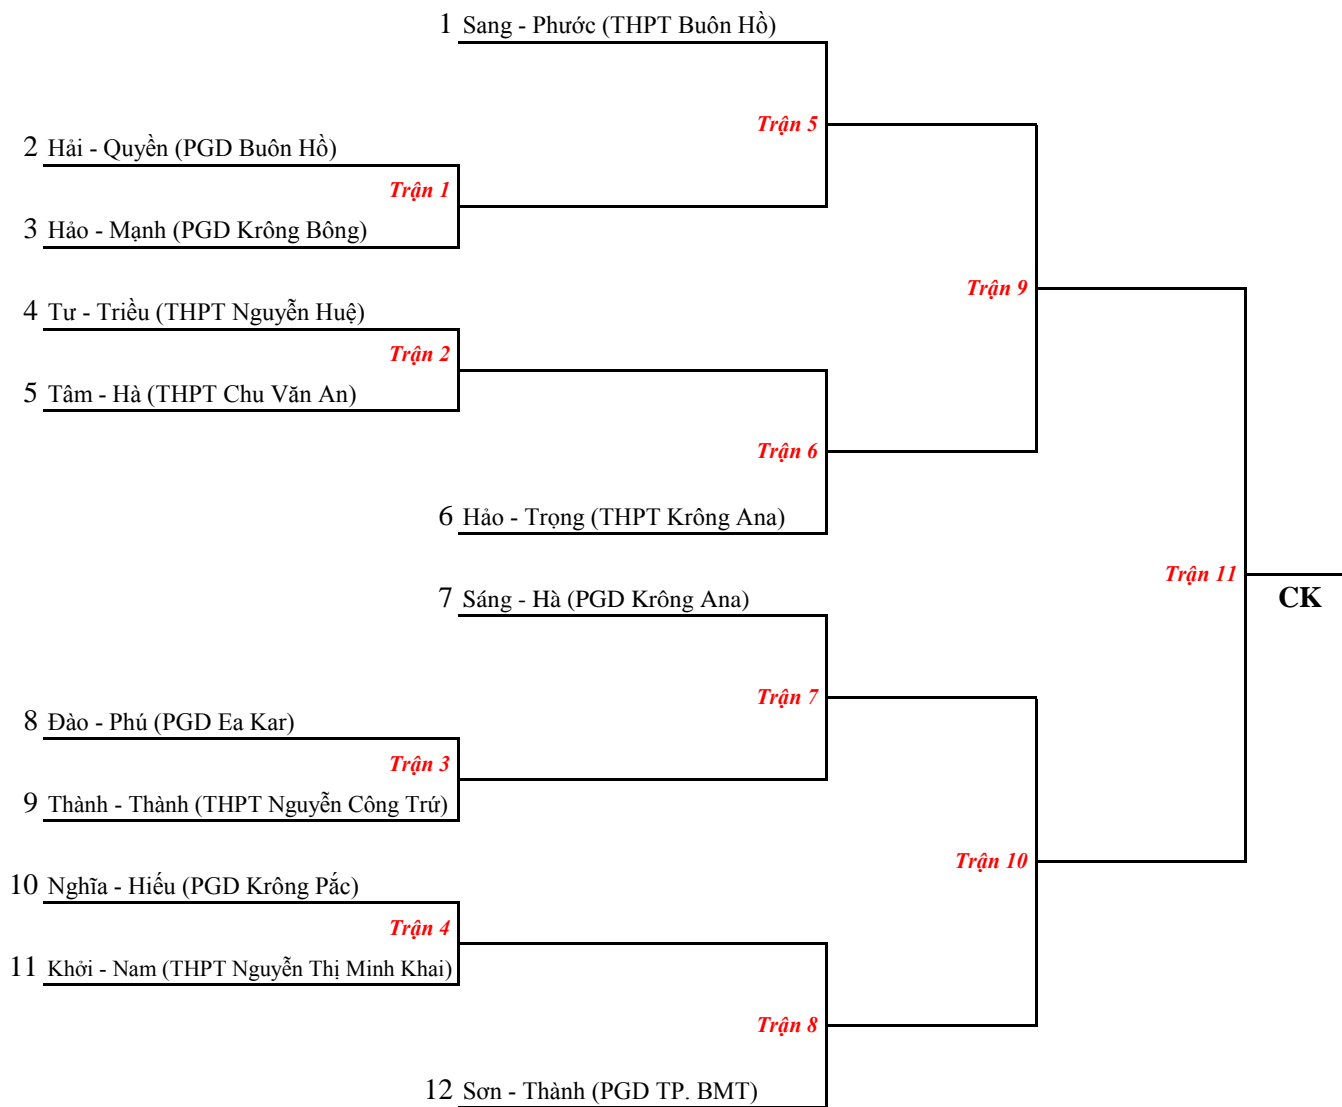 1 Sang - Phước (THPT Buôn Hồ)
Trận 5
2 Hải - Quyền (PGD Buôn Hồ)
Trận 1
3 Hảo - Mạnh (PGD Krông Bông)
Trận 9
4 Tư - Triều (THPT Nguyễn Huệ)
Trận 2
5 Tâm - Hà (THPT Chu Văn An)
Trận 6
6 Hảo - Trọng (THPT Krông Ana)
Trận 11
CK
7 Sáng - Hà (PGD Krông Ana)
Trận 7
8 Đào - Phú (PGD Ea Kar)
Trận 3
9 Thành - Thành (THPT Nguyễn Công Trứ)
Trận 10
10 Nghĩa - Hiếu (PGD Krông Pắc)
Trận 4
11 Khởi - Nam (THPT Nguyễn Thị Minh Khai)
Trận 8
12 Sơn - Thành (PGD TP. BMT)